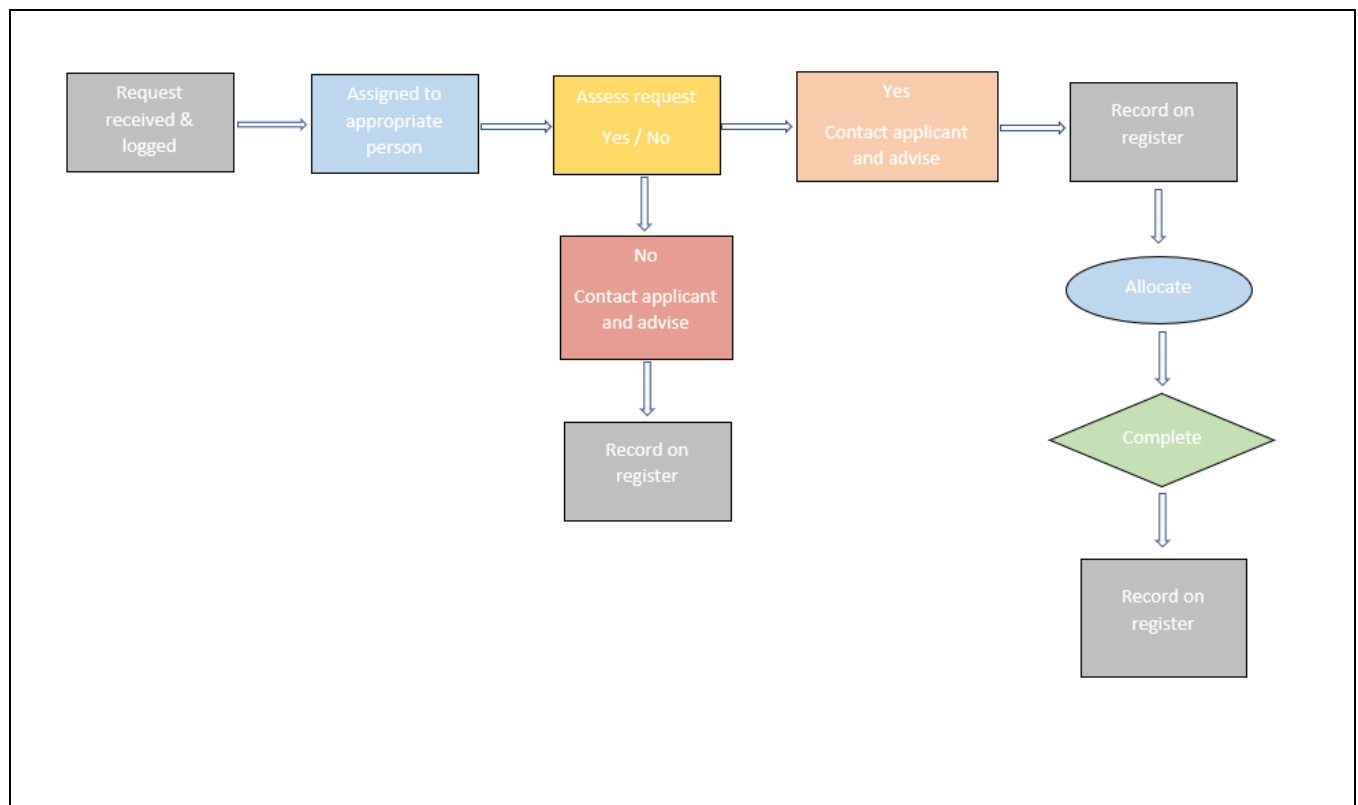 Request
received &
logged
Assigned to
appropriate
person
Assess request
Yes / No
Yes
Contact applicant
and advise
Record on
register
No
Contact applicant
and advise
Record on
register
Allocate
Complete
Record on
register